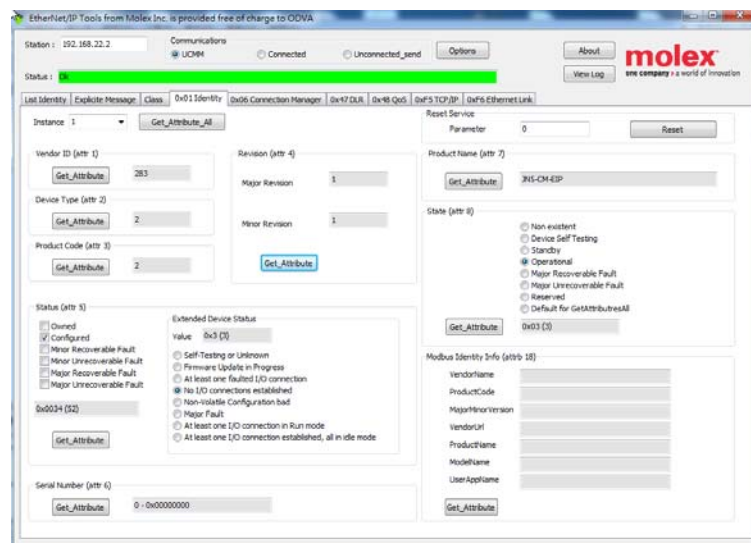 EtherNet/IP Tools from Molex Inc. is provided free of charge to ODVA
Station : 192.168.22.2
Communications
UCMM Connected Unconnected_send
Options
About
View Log
molex
one company > a world of innovation
Status : Ok
List Identity Explicite Message Class 0x01 Identity 0x06 Connection Manager 0x47 DLR 0x48 QoS 0xF5 TCP/IP 0xF6 Ethernet Link
Instance 1 Get_Attribute_All
Reset Service
Parameter 0 Reset
Vendor ID (attr 1)
Get_Attribute 283
Device Type (attr 2)
Get_Attribute 2
Product Code (attr 3)
Get_Attribute 2
Revision (attr 4)
Major Revision 1
Minor Revision 1
Get_Attribute
Product Name (attr 7)
Get_Attribute JNS-CM-EIP
State (attr 8)
Non existent
Device Self Testing
Standby
Operational
Major Recoverable Fault
Major Unrecoverable Fault
Reserved
Default for GetAttributresAll
Get_Attribute 0x03 (3)
Status (attr 5)
Owned
Configured
Minor Recoverable Fault
Minor Unrecoverable Fault
Major Recoverable Fault
Major Unrecoverable Fault
0x0034 (52)
Get_Attribute
Extended Device Status
Value 0x3 (3)
Self-Testing or Unknown
Firmware Update in Progress
At least one faulted I/O connection
No I/O connections established
Non-Volatile Configuration bad
Major Fault
At least one I/O connection in Run mode
At least one I/O connection established, all in idle mode
Modbus Identity Info (attrb 18)
VendorName
ProductCode
MajorMinorVersion
VendorUrl
ProductName
ModelName
UserAppName
Get_Attribute
Serial Number (attr 6)
Get_Attribute 0 - 0x00000000